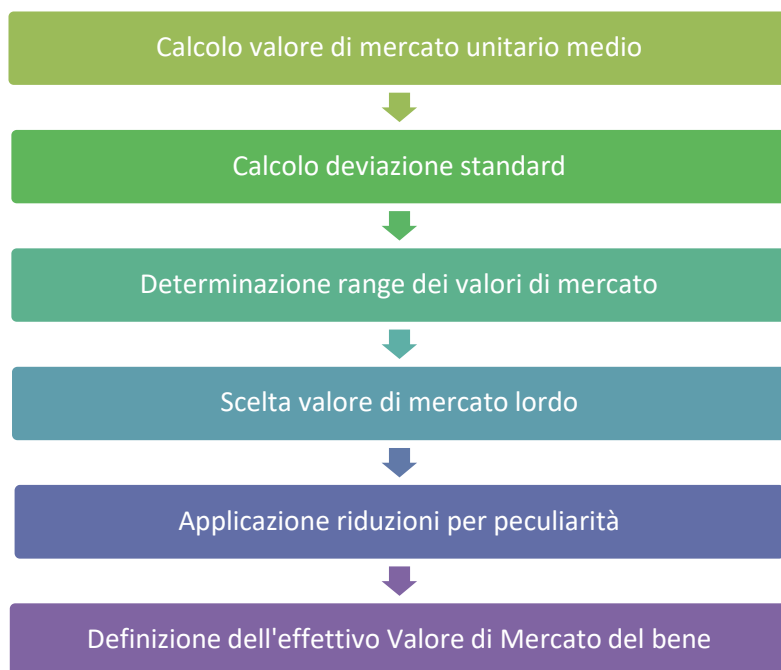 Calcolo valore di mercato unitario medio
Calcolo deviazione standard
Determinazione range dei valori di mercato
Scelta valore di mercato lordo
Applicazione riduzioni per peculiarità
Definizione dell'effettivo Valore di Mercato del bene